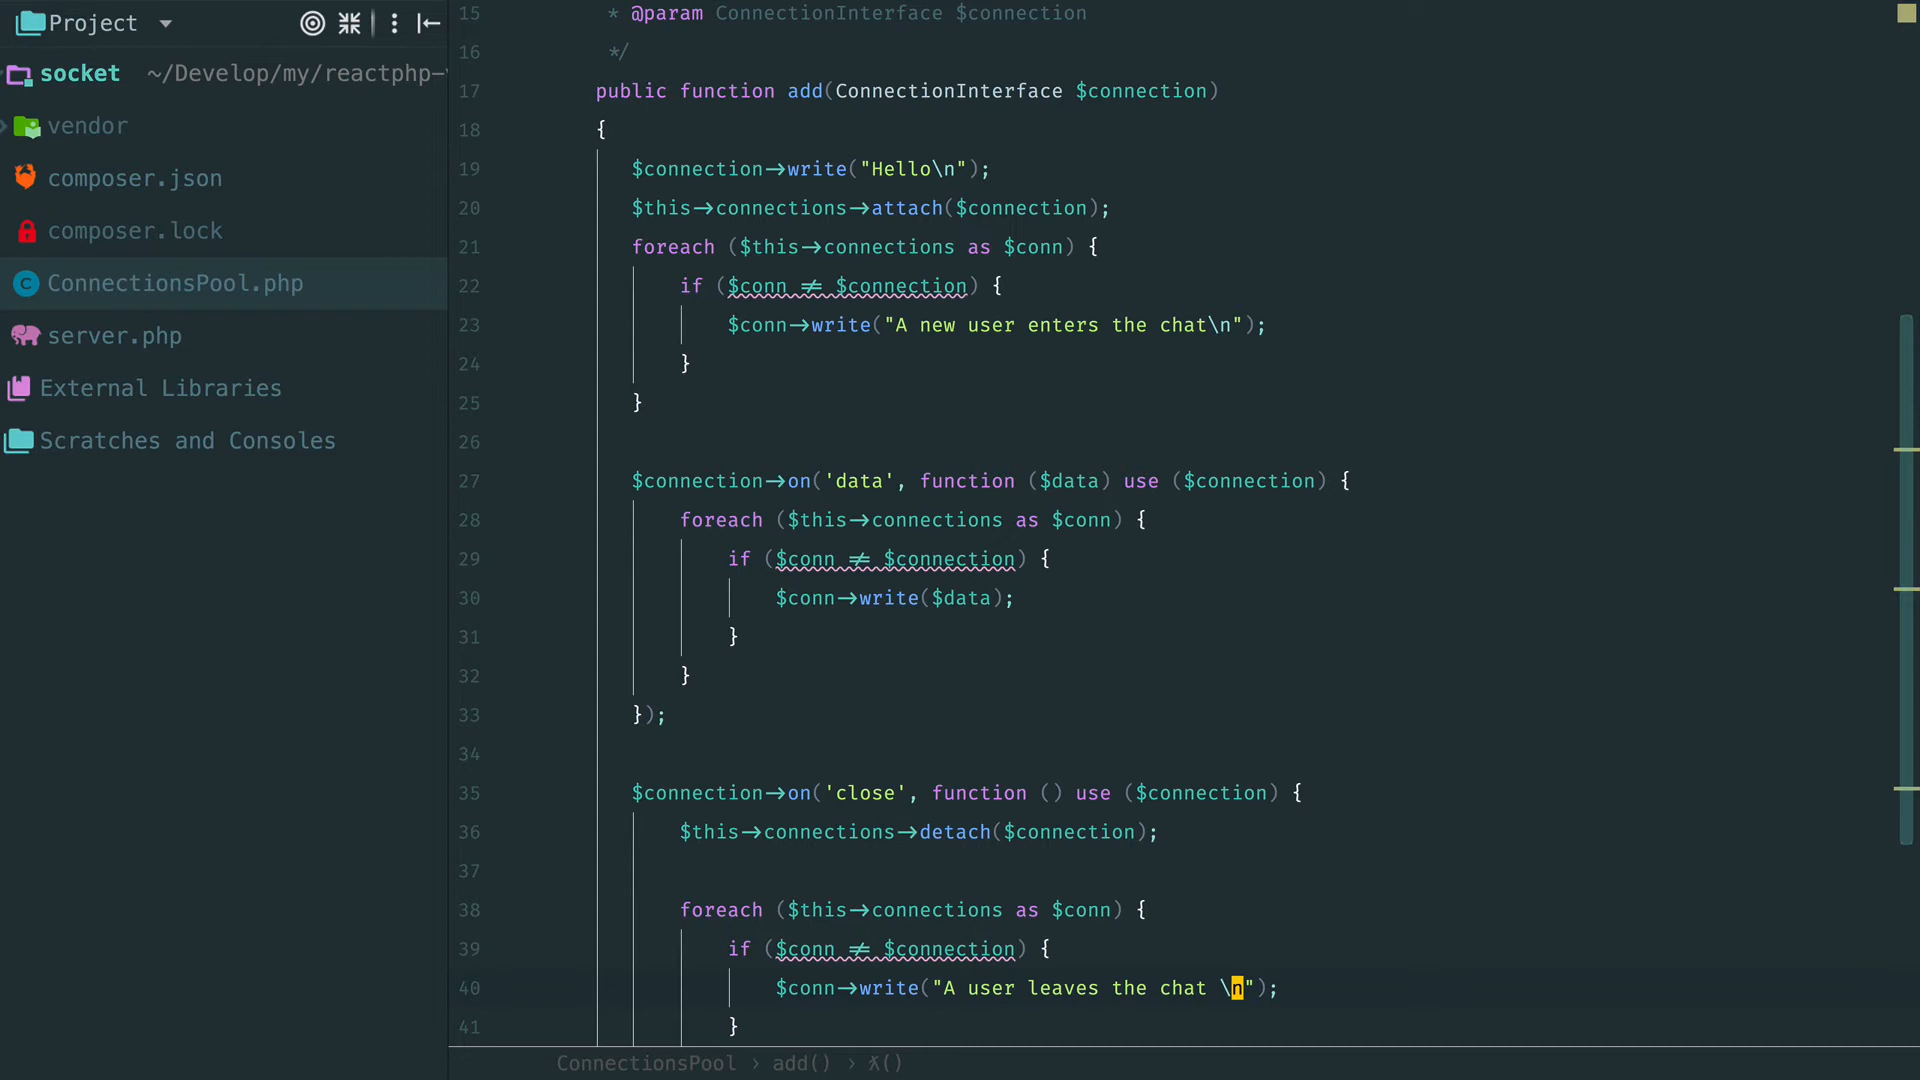 Project
socket ~/Develop/my/reactphp-
vendor
composer.json
composer.lock
ConnectionsPool.php
server.php
External Libraries
Scratches and Consoles
15 * @param ConnectionInterface $connection
16 */
17 public function add(ConnectionInterface $connection)
18 {
19 $connection->write("Hello\n");
20 $this->connections->attach($connection);
21 foreach ($this->connections as $conn) {
22 if ($conn != $connection) {
23 $conn->write("A new user enters the chat\n");
24 }
25 }
26
27 $connection->on('data', function ($data) use ($connection) {
28 foreach ($this->connections as $conn) {
29 if ($conn != $connection) {
30 $conn->write($data);
31 }
32 }
33 });
34
35 $connection->on('close', function () use ($connection) {
36 $this->connections->detach($connection);
37
38 foreach ($this->connections as $conn) {
39 if ($conn != $connection) {
40 $conn->write("A user leaves the chat \n");
41 }
ConnectionsPool › add() › ƛ()